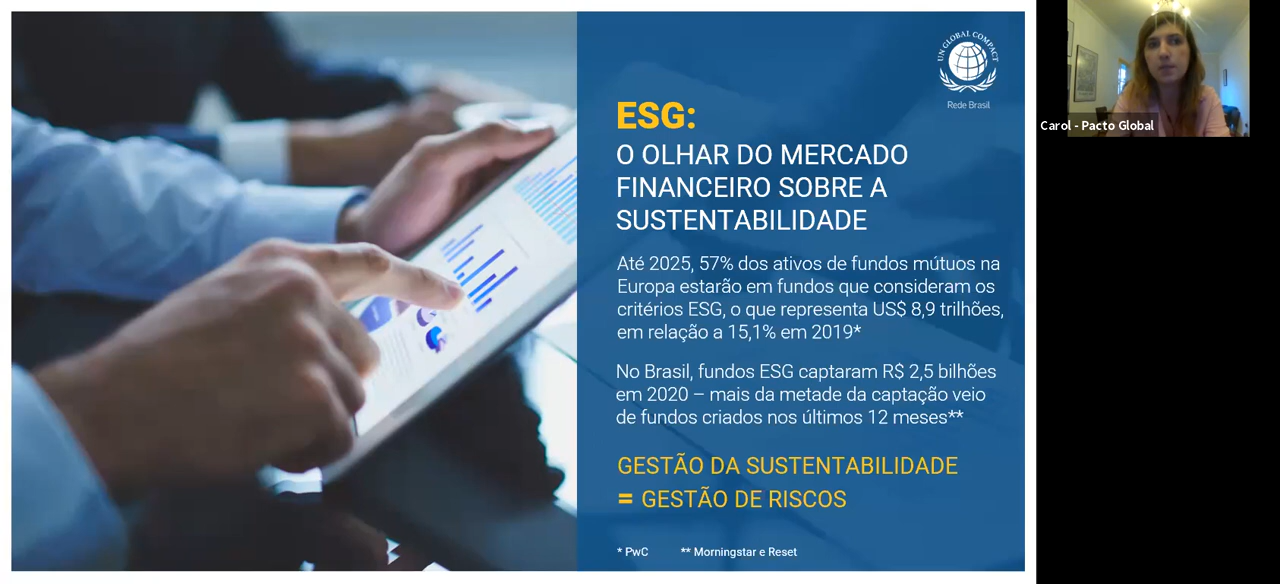 UN GLOBAL COMPACT
Rede Brasil
ESG:
O OLHAR DO MERCADO
FINANCEIRO SOBRE A
SUSTENTABILIDADE
Até 2025, 57% dos ativos de fundos mútuos na
Europa estarão em fundos que consideram os
critérios ESG, o que representa US$ 8,9 trilhões,
em relação a 15,1% em 2019*
No Brasil, fundos ESG captaram R$ 2,5 bilhões
em 2020 – mais da metade da captação veio
de fundos criados nos últimos 12 meses**
GESTÃO DA SUSTENTABILIDADE
= GESTÃO DE RISCOS
* PwC ** Morningstar e Reset
Carol - Pacto Global